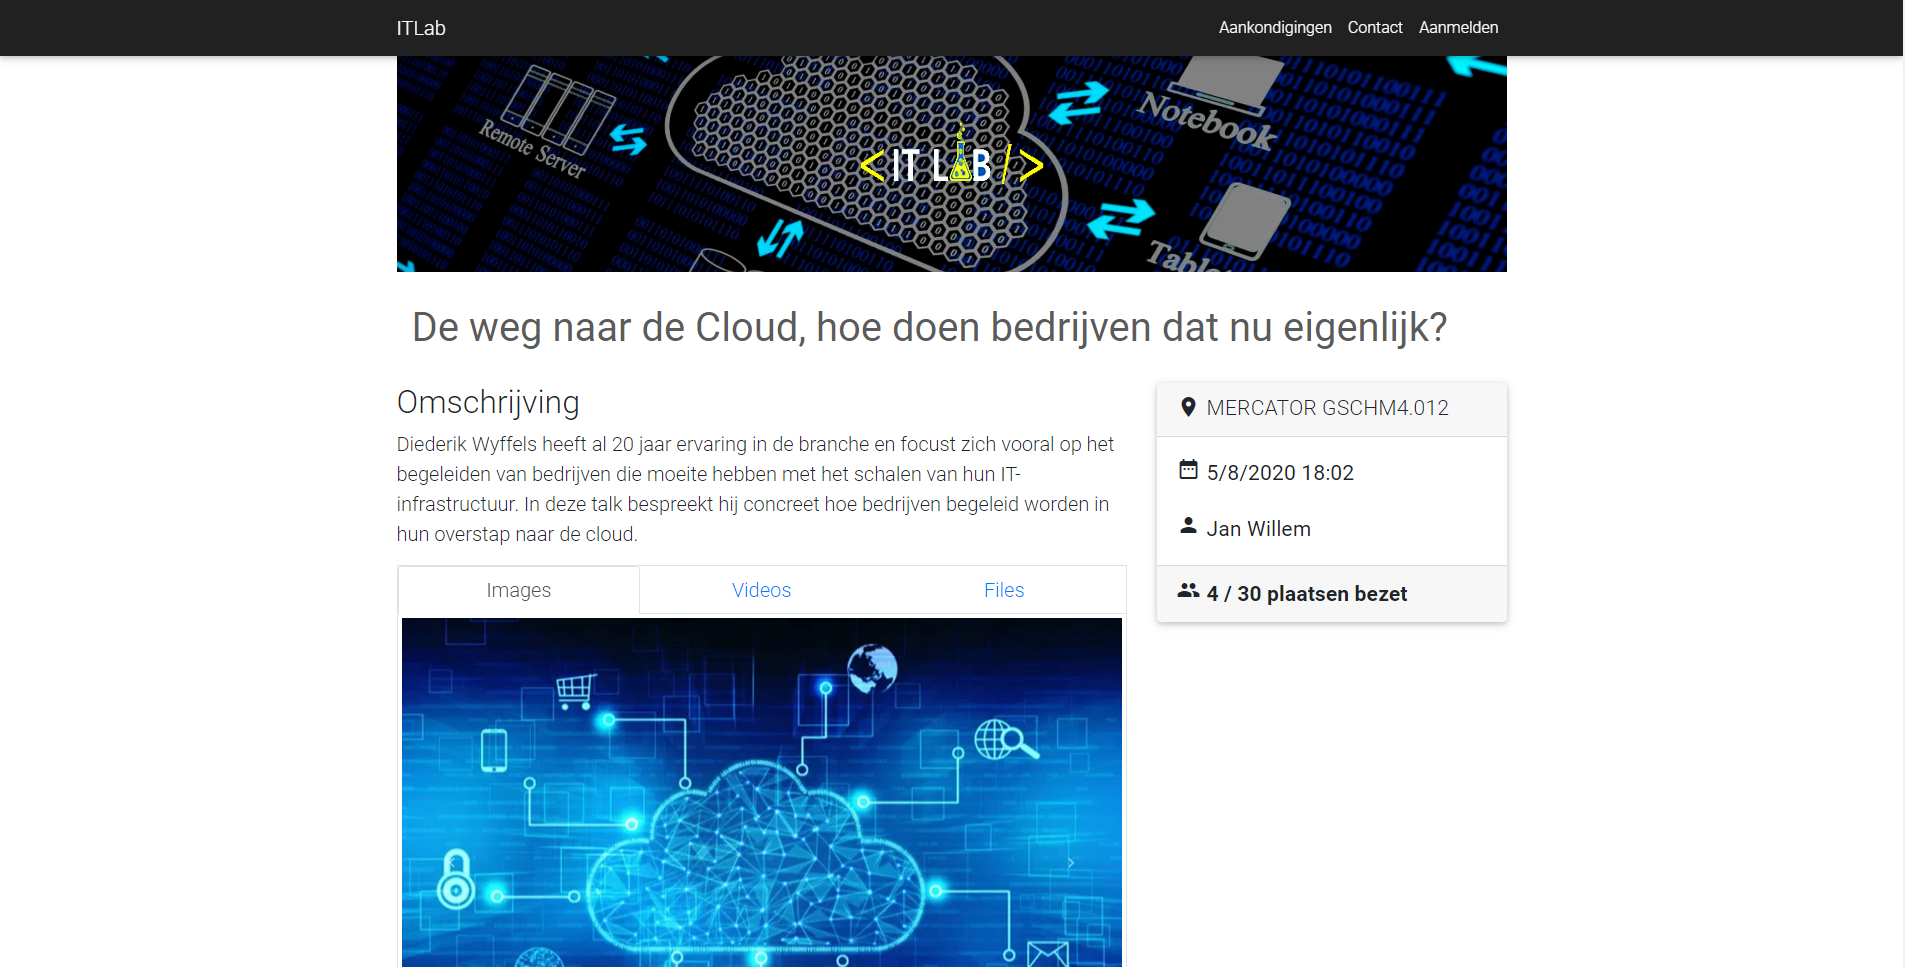 ITLab
Aankondigingen Contact Aanmelden
Remote Server
Notebook
<IT LAB/>
De weg naar de Cloud, hoe doen bedrijven dat nu eigenlijk?
Omschrijving
Diederik Wyffels heeft al 20 jaar ervaring in de branche en focust zich vooral op het
begeleiden van bedrijven die moeite hebben met het schalen van hun IT-
infrastructuur. In deze talk bespreekt hij concreet hoe bedrijven begeleid worden in
hun overstap naar de cloud.
Images Videos Files
MERCATOR GSCHM4.012
5/8/2020 18:02
Jan Willem
4 / 30 plaatsen bezet